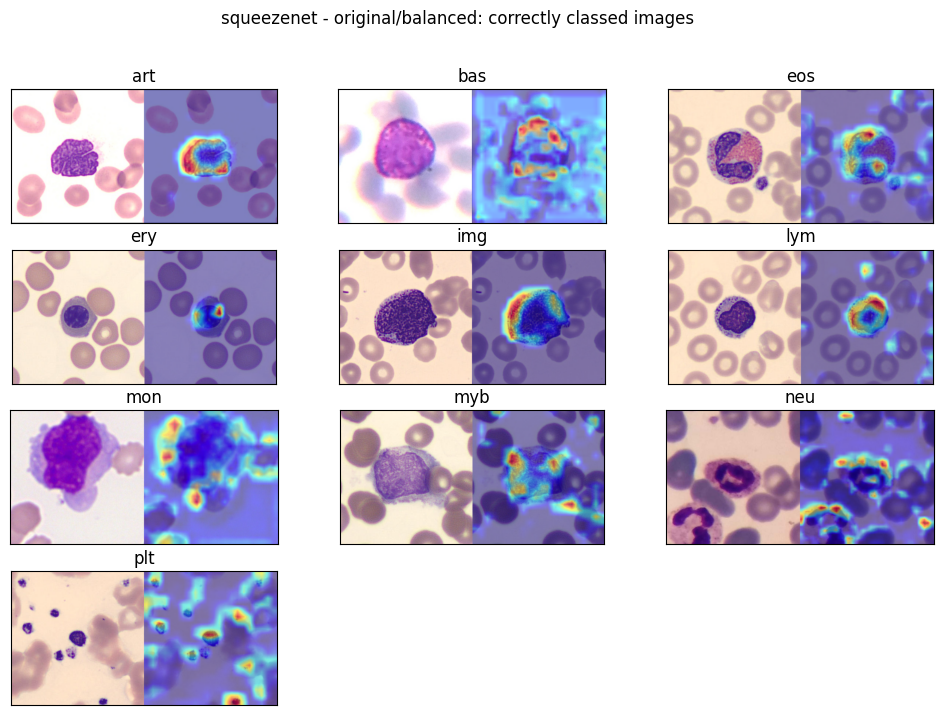 squeezenet - original/balanced: correctly classed images
art
bas
eos
ery
img
lym
mon
myb
neu
plt